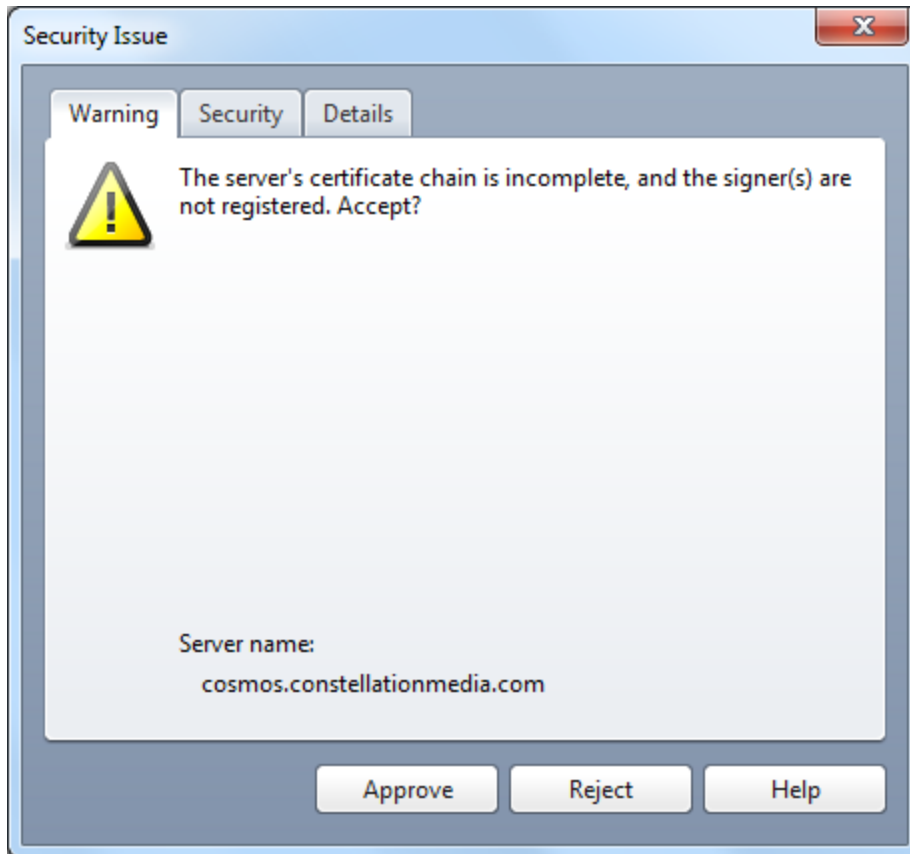 Security Issue
Warning
Security
Details
The server's certificate chain is incomplete, and the signer(s) are
not registered. Accept?
Server name:
cosmos.constellationmedia.com
Approve
Reject
Help